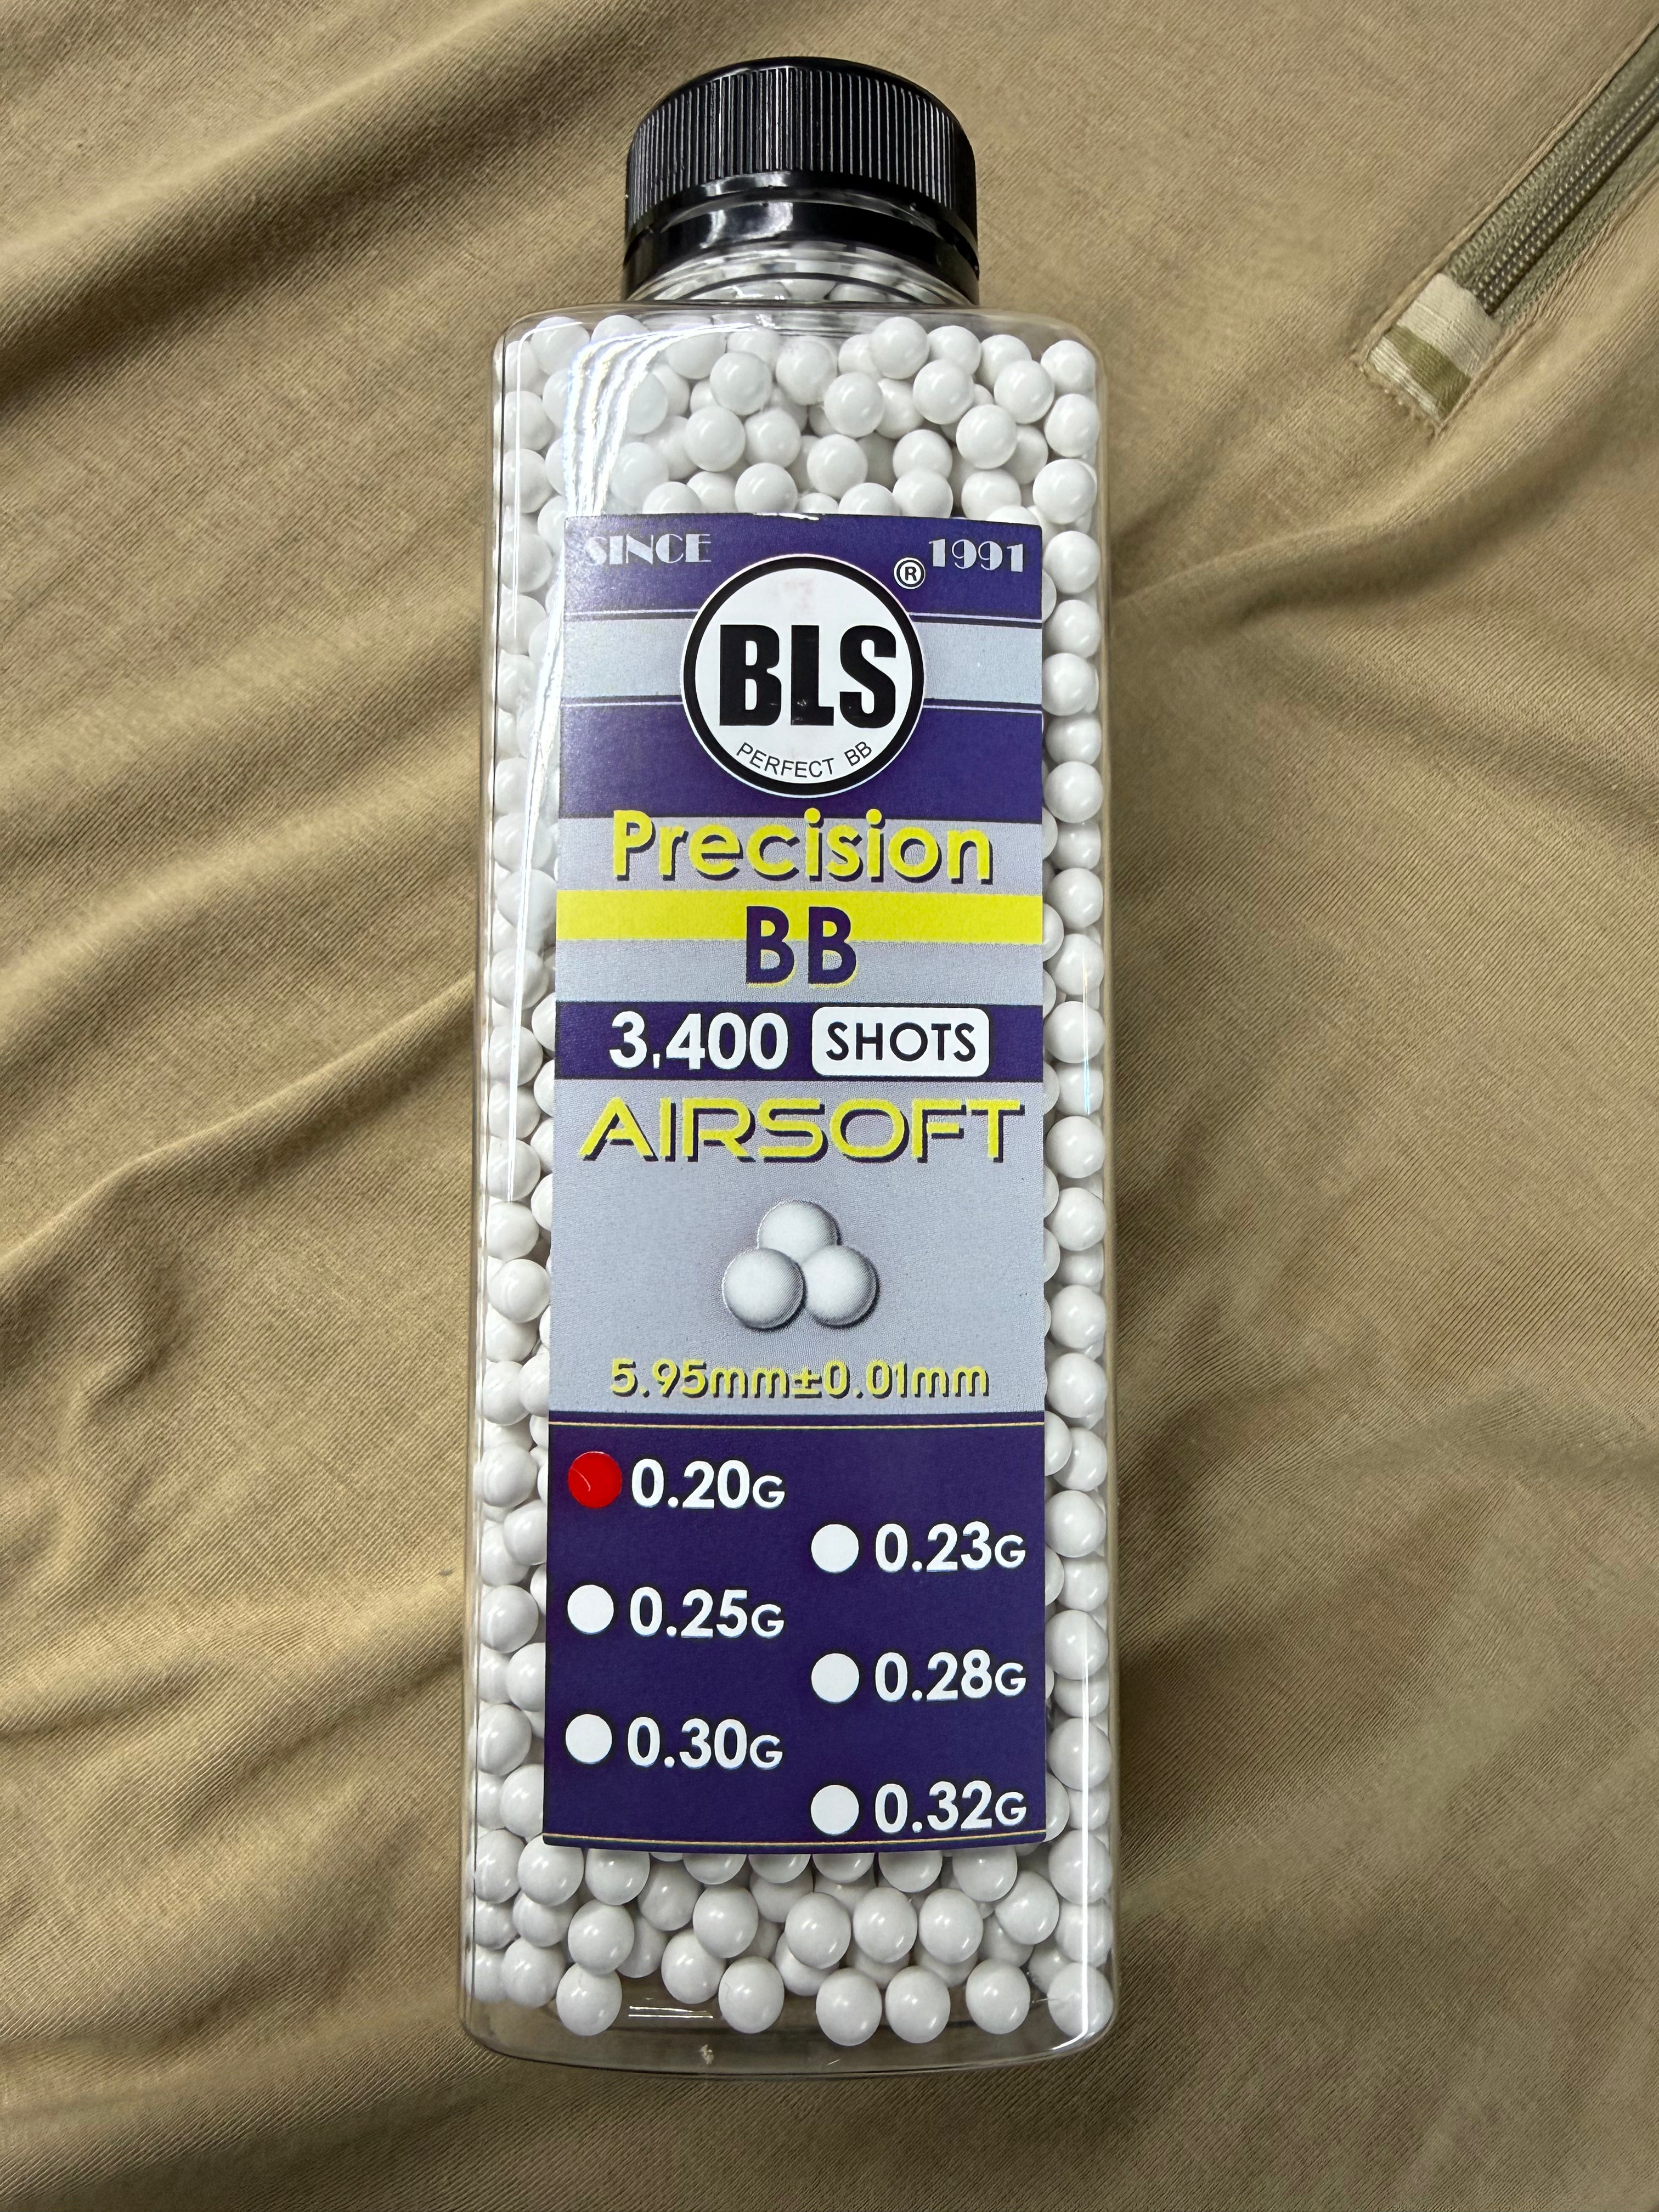 SINCE 1991
®
BLS
PERFECT BB
Precision
BB
3,400 SHOTS
AIRSOFT
5.95mm±0.01mm
0.20G
0.23G
0.25G
0.28G
0.30G
0.32G